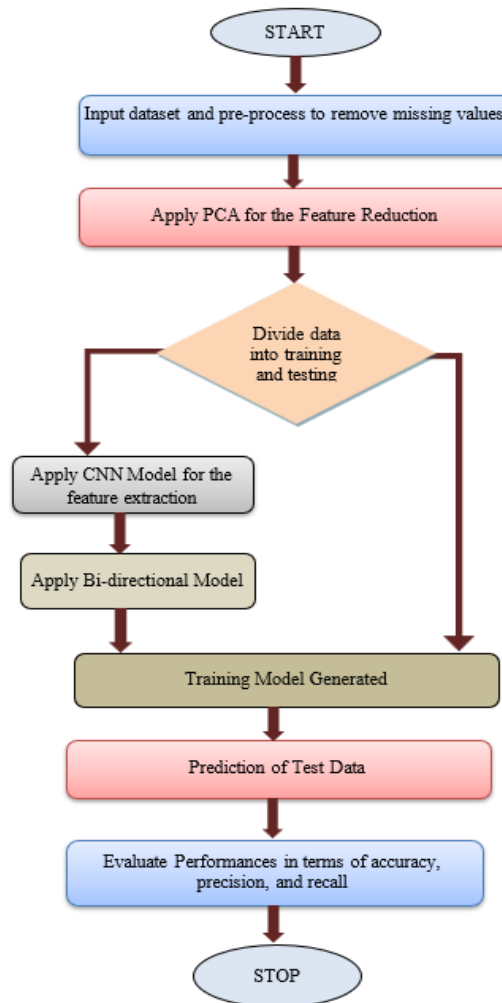 START
Input dataset and pre-process to remove missing values
Apply PCA for the Feature Reduction
Divide data
into training
and testing
Apply CNN Model for the
feature extraction
Apply Bi-directional Model
Training Model Generated
Prediction of Test Data
Evaluate Performances in terms of accuracy,
precision, and recall
STOP